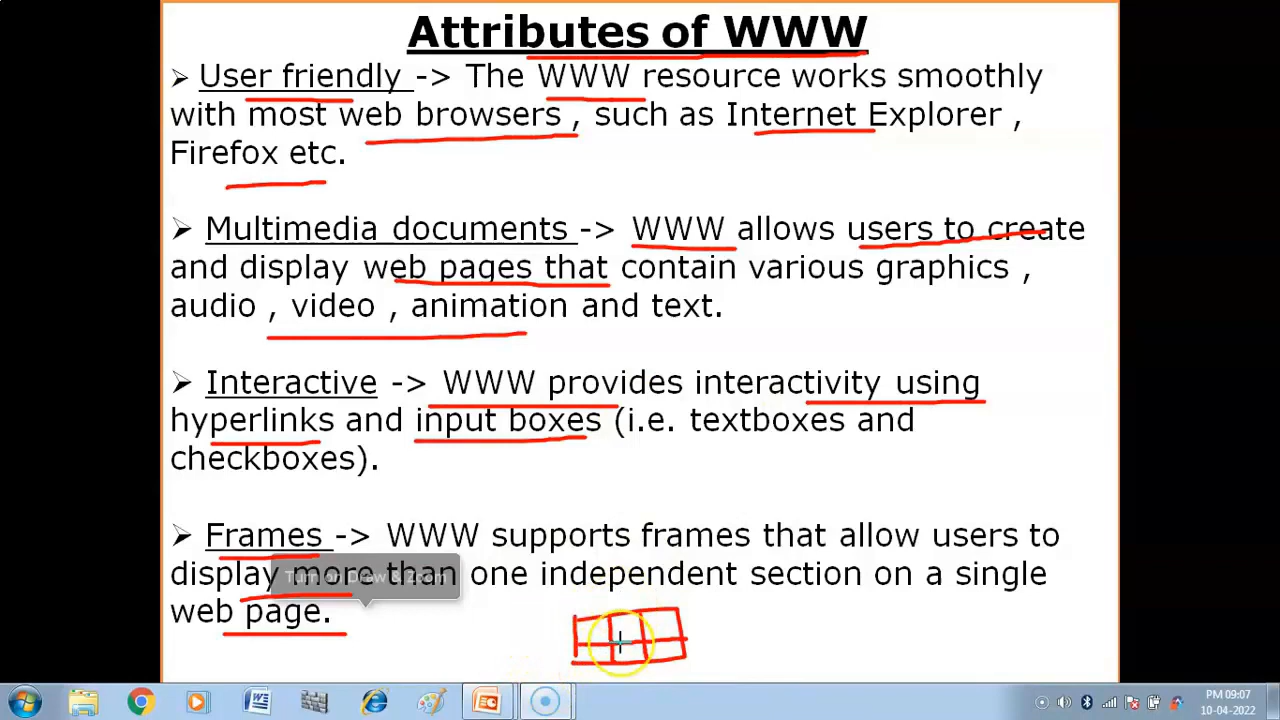 Attributes of WWW
➢ User friendly -> The WWW resource works smoothly
with most web browsers , such as Internet Explorer ,
Firefox etc.
➢ Multimedia documents -> WWW allows users to create
and display web pages that contain various graphics ,
audio , video , animation and text.
➢ Interactive -> WWW provides interactivity using
hyperlinks and input boxes (i.e. textboxes and
checkboxes).
➢ Frames -> WWW supports frames that allow users to
display more than one independent section on a single
Turn on Draw & Zoom
web page.
PM 09:07
10-04-2022